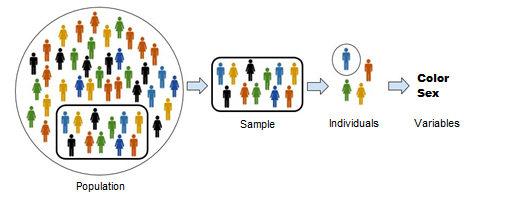 Color
Sex
Sample
Individuals
Variables
Population